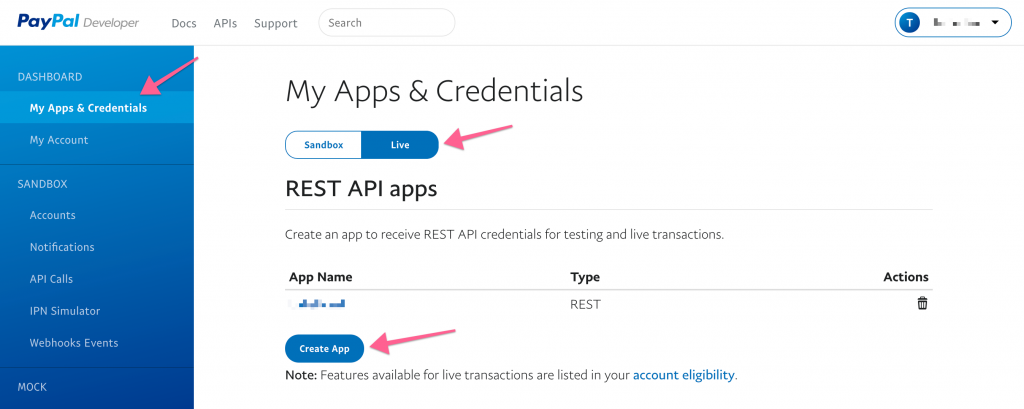 PayPal Developer
Docs APIs Support Search
T
DASHBOARD
My Apps & Credentials
My Account
SANDBOX
Accounts
Notifications
API Calls
IPN Simulator
Webhooks Events
MOCK
My Apps & Credentials
Sandbox Live
REST API apps
Create an app to receive REST API credentials for testing and live transactions.
App Name Type Actions
REST
Create App
Note: Features available for live transactions are listed in your account eligibility.